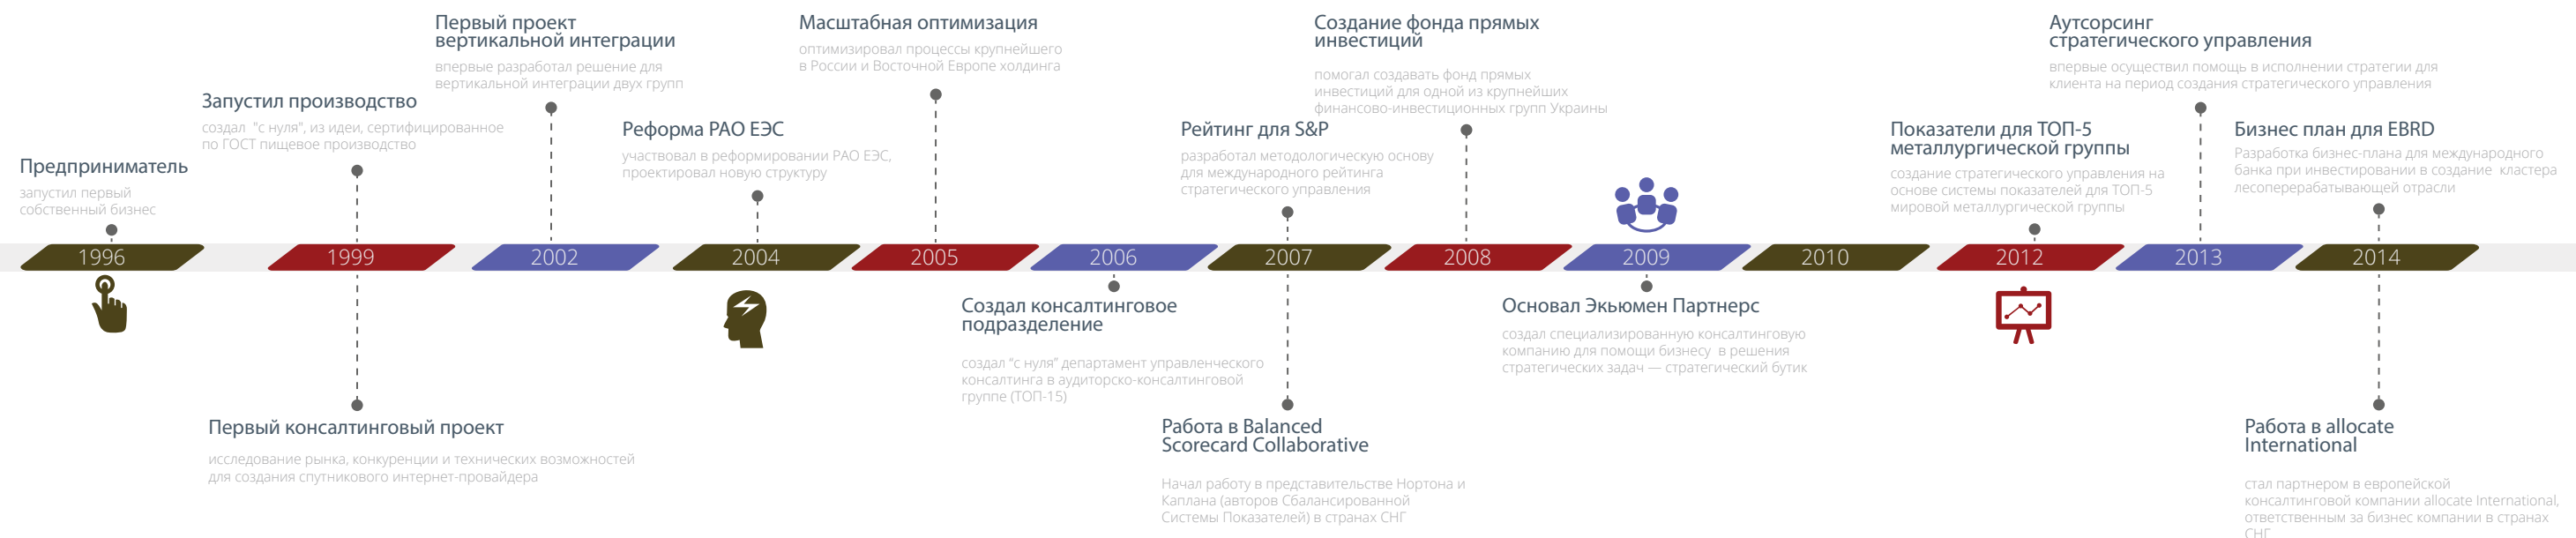 Предприниматель
запустил первый
собственный бизнес
Запустил производство
создал "с нуля", из идеи, сертифицированное
по ГОСТ пищевое производство
Первый проект
вертикальной интеграции
впервые разработал решение для
вертикальной интеграции двух групп
Реформа РАО ЕЭС
участвовал в реформировании РАО ЕЭС,
проектировал новую структуру
Масштабная оптимизация
оптимизировал процессы крупнейшего
в России и Восточной Европе холдинга
Рейтинг для S&P
разработал методологическую основу
для международного рейтинга
стратегического управления
Создание фонда прямых
инвестиций
помогал создавать фонд прямых
инвестиций для одной из крупнейших
финансово-инвестиционных групп Украины
Показатели для ТОП-5
металлургической группы
создание стратегического управления на
основе системы показателей для ТОП-5
мировой металлургической группы
Аутсорсинг
стратегического управления
впервые осуществил помощь в исполнении стратегии для
клиента на период создания стратегического управления
Бизнес план для EBRD
Разработка бизнес-плана для международного
банка при инвестировании в создание кластера
лесоперерабатывающей отрасли
1996
1999
2002
2004
2005
2006
2007
2008
2009
2010
2012
2013
2014
Первый консалтинговый проект
исследование рынка, конкуренции и технических возможностей
для создания спутникового интернет-провайдера
Создал консалтинговое
подразделение
создал “с нуля” департамент управленческого
консалтинга в аудиторско-консалтинговой
группе (ТОП-15)
Работа в Balanced
Scorecard Collaborative
Начал работу в представительстве Нортона и
Каплана (авторов Сбалансированной
Системы Показателей) в странах СНГ
Основал Экьюмен Партнерс
создал специализированную консалтинговую
компанию для помощи бизнесу в решения
стратегических задач — стратегический бутик
Работа в allocate
International
стал партнером в европейской
консалтинговой компании allocate International,
ответственным за бизнес компании в странах
СНГ